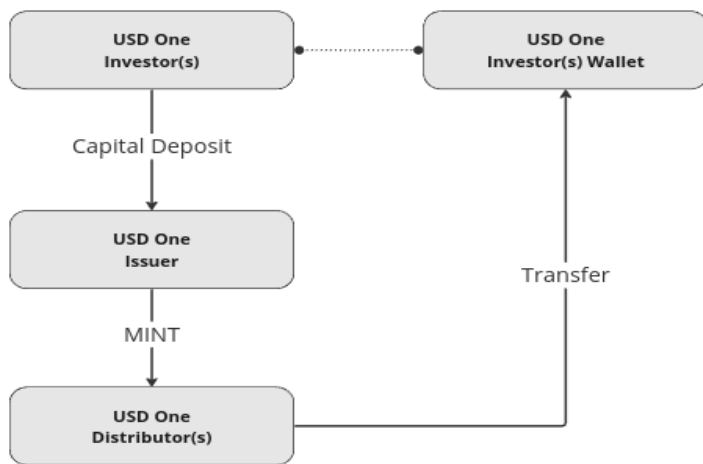 USD One
Investor(s)
USD One
Investor(s) Wallet
Capital Deposit
USD One
Issuer
Transfer
MINT
USD One
Distributor(s)